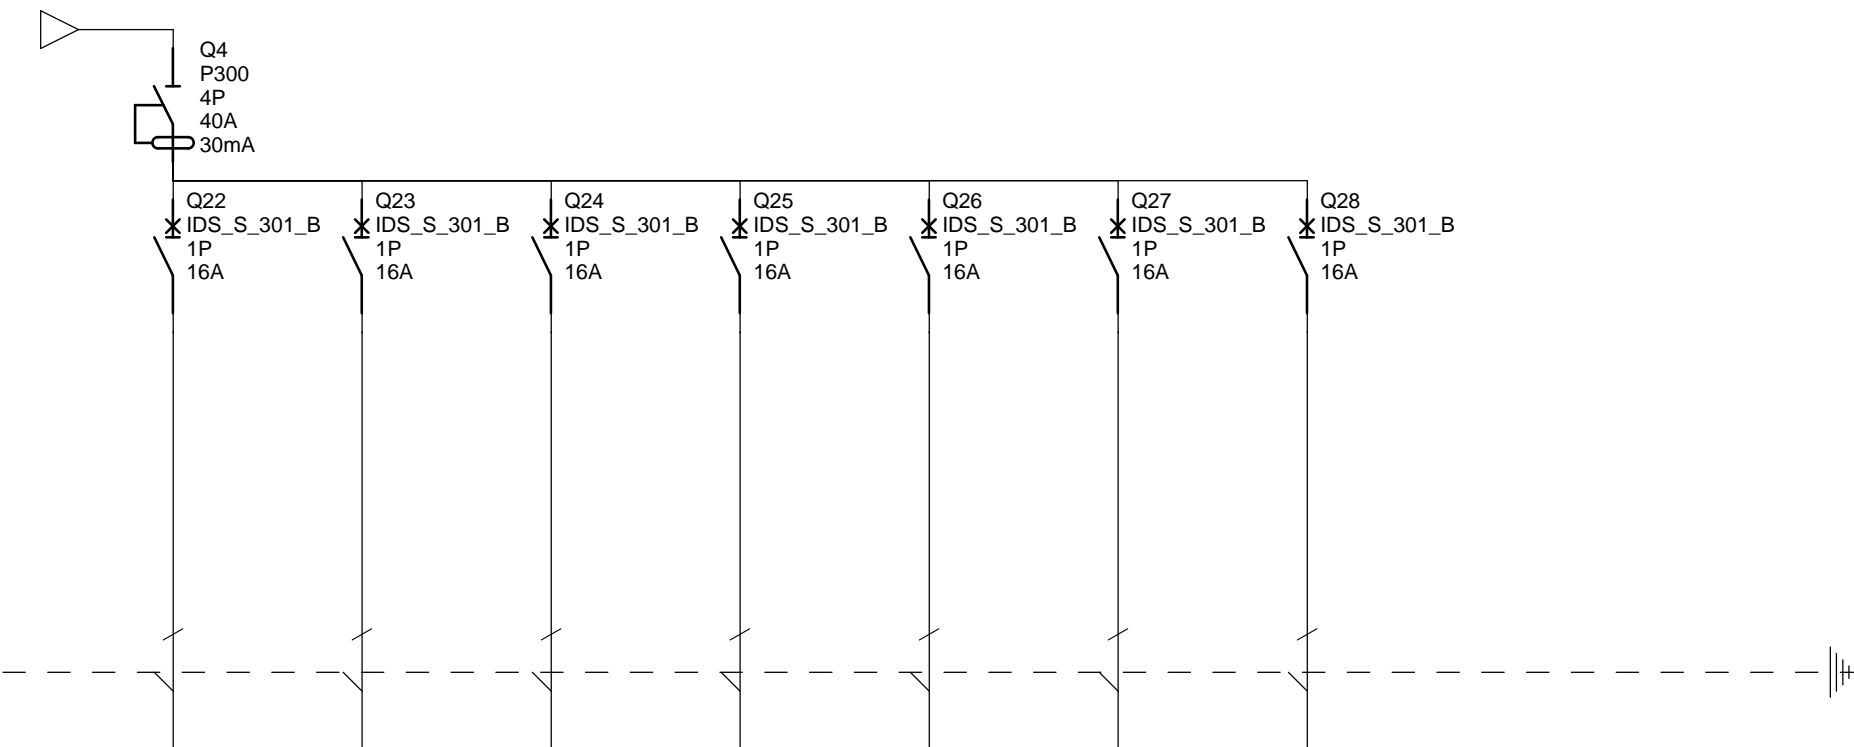 Q4
P300
4P
40A
30mA
Q22
IDS_S_301_B
1P
16A
Q23
IDS_S_301_B
1P
16A
Q24
IDS_S_301_B
1P
16A
Q25
IDS_S_301_B
1P
16A
Q26
IDS_S_301_B
1P
16A
Q27
IDS_S_301_B
1P
16A
Q28
IDS_S_301_B
1P
16A